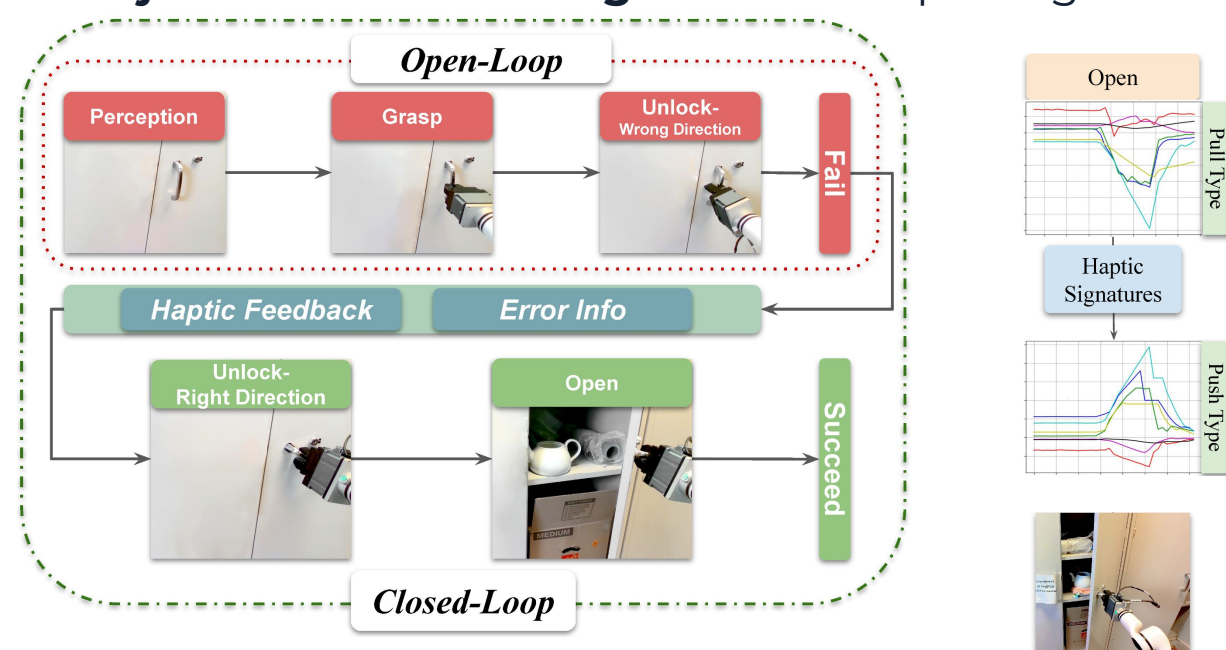 Open-Loop
Perception
Grasp
Unlock-
Wrong Direction
Fail
Haptic Feedback
Error Info
Unlock-
Right Direction
Open
Succeed
MEDIUM
Closed-Loop
Open
Pull Type
Haptic
Signatures
Push Type